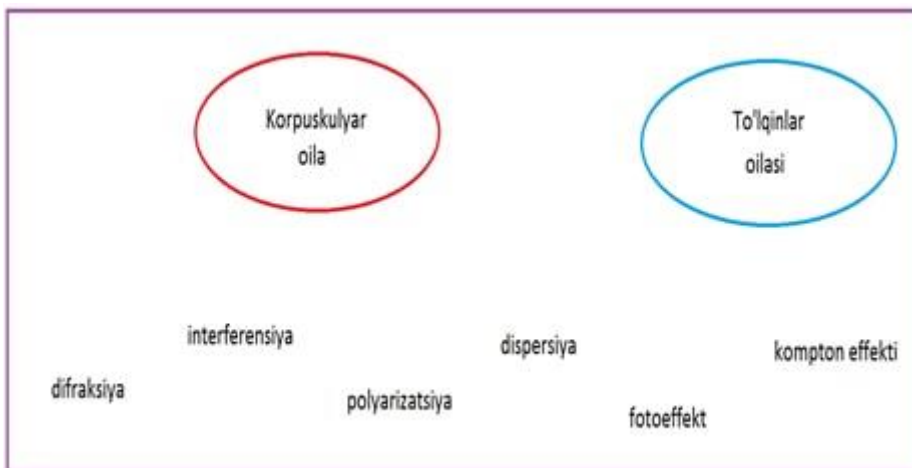 Korpuskulyar
oila
To'lqinlar
oilasi
interferensiya
dispersiya
kompton effekti
difraksiya
polyarizatsiya
fotoeffekt